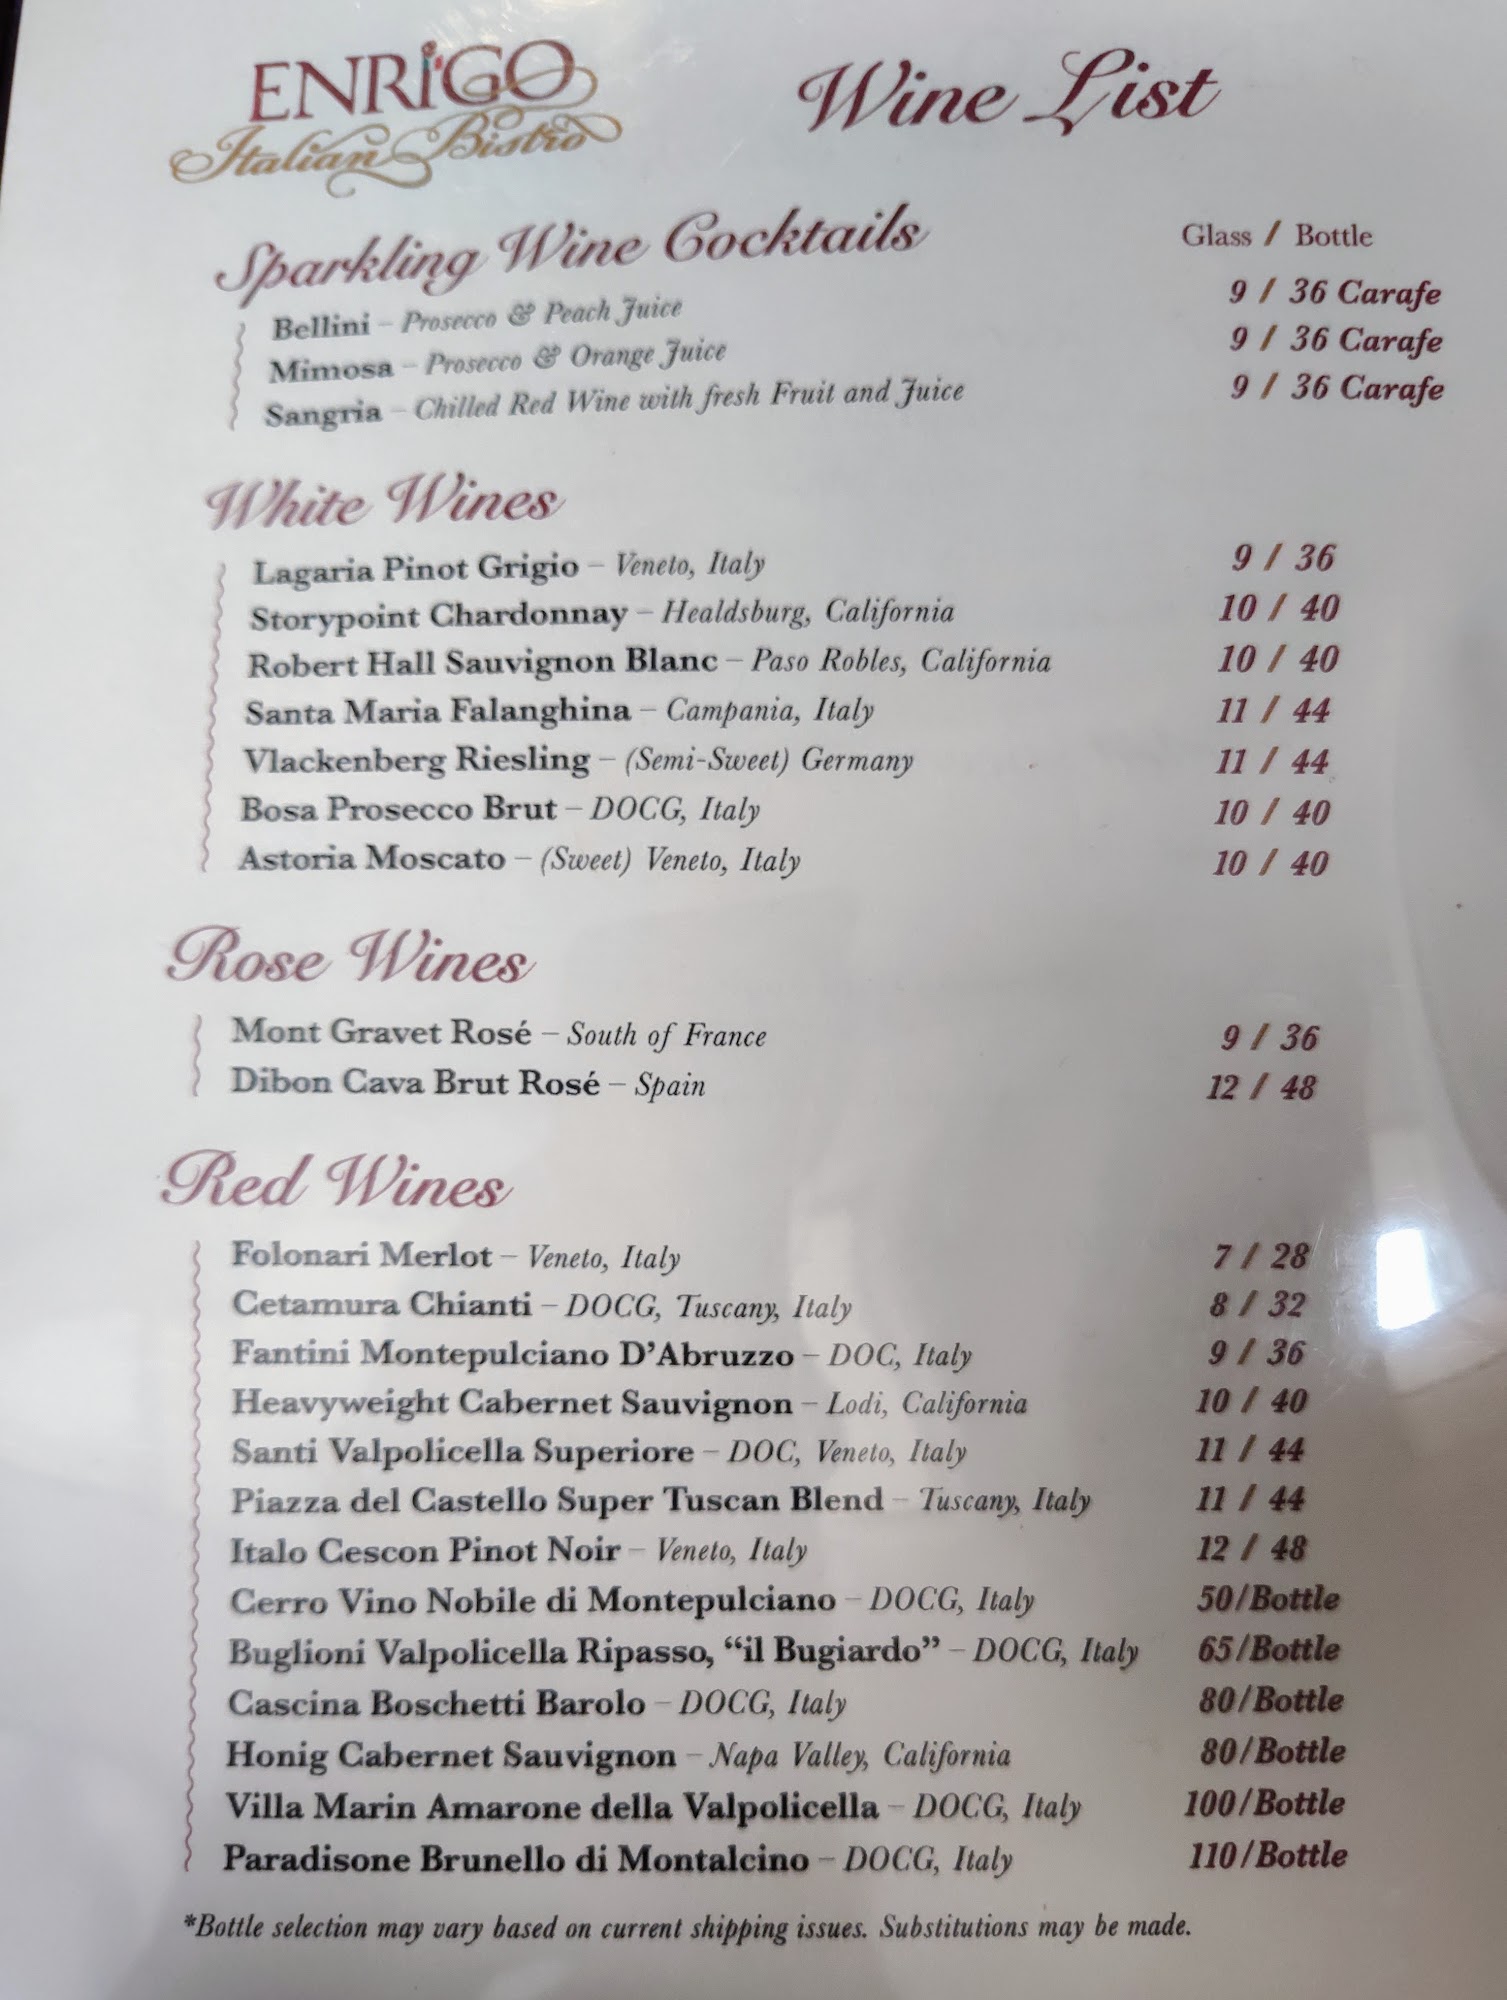 ENRIGO
Italian Bistro
Wine List
Sparkling Wine Cocktails Glass / Bottle
Bellini – Prosecco & Peach Juice 9 / 36 Carafe
Mimosa – Prosecco & Orange Juice 9 / 36 Carafe
Sangria – Chilled Red Wine with fresh Fruit and Juice 9 / 36 Carafe
White Wines
Lagaria Pinot Grigio – Veneto, Italy 9 / 36
Storypoint Chardonnay – Healdsburg, California 10 / 40
Robert Hall Sauvignon Blanc – Paso Robles, California 10 / 40
Santa Maria Falanghina – Campania, Italy 11 / 44
Vlackenberg Riesling – (Semi-Sweet) Germany 11 / 44
Bosa Prosecco Brut – DOCG, Italy 10 / 40
Astoria Moscato – (Sweet) Veneto, Italy 10 / 40
Rose Wines
Mont Gravet Rosé – South of France 9 / 36
Dibon Cava Brut Rosé – Spain 12 / 48
Red Wines
Folonari Merlot – Veneto, Italy 7 / 28
Cetamura Chianti – DOCG, Tuscany, Italy 8 / 32
Fantini Montepulciano D’Abruzzo – DOC, Italy 9 / 36
Heavyweight Cabernet Sauvignon – Lodi, California 10 / 40
Santi Valpolicella Superiore – DOC, Veneto, Italy 11 / 44
Piazza del Castello Super Tuscan Blend – Tuscany, Italy 11 / 44
Italo Cescon Pinot Noir – Veneto, Italy 12 / 48
Cerro Vino Nobile di Montepulciano – DOCG, Italy 50/Bottle
Buglioni Valpolicella Ripasso, “il Bugiardo” – DOCG, Italy 65/Bottle
Cascina Boschetti Barolo – DOCG, Italy 80/Bottle
Honig Cabernet Sauvignon – Napa Valley, California 80/Bottle
Villa Marin Amarone della Valpolicella – DOCG, Italy 100/Bottle
Paradisone Brunello di Montalcino – DOCG, Italy 110/Bottle
*Bottle selection may vary based on current shipping issues. Substitutions may be made.